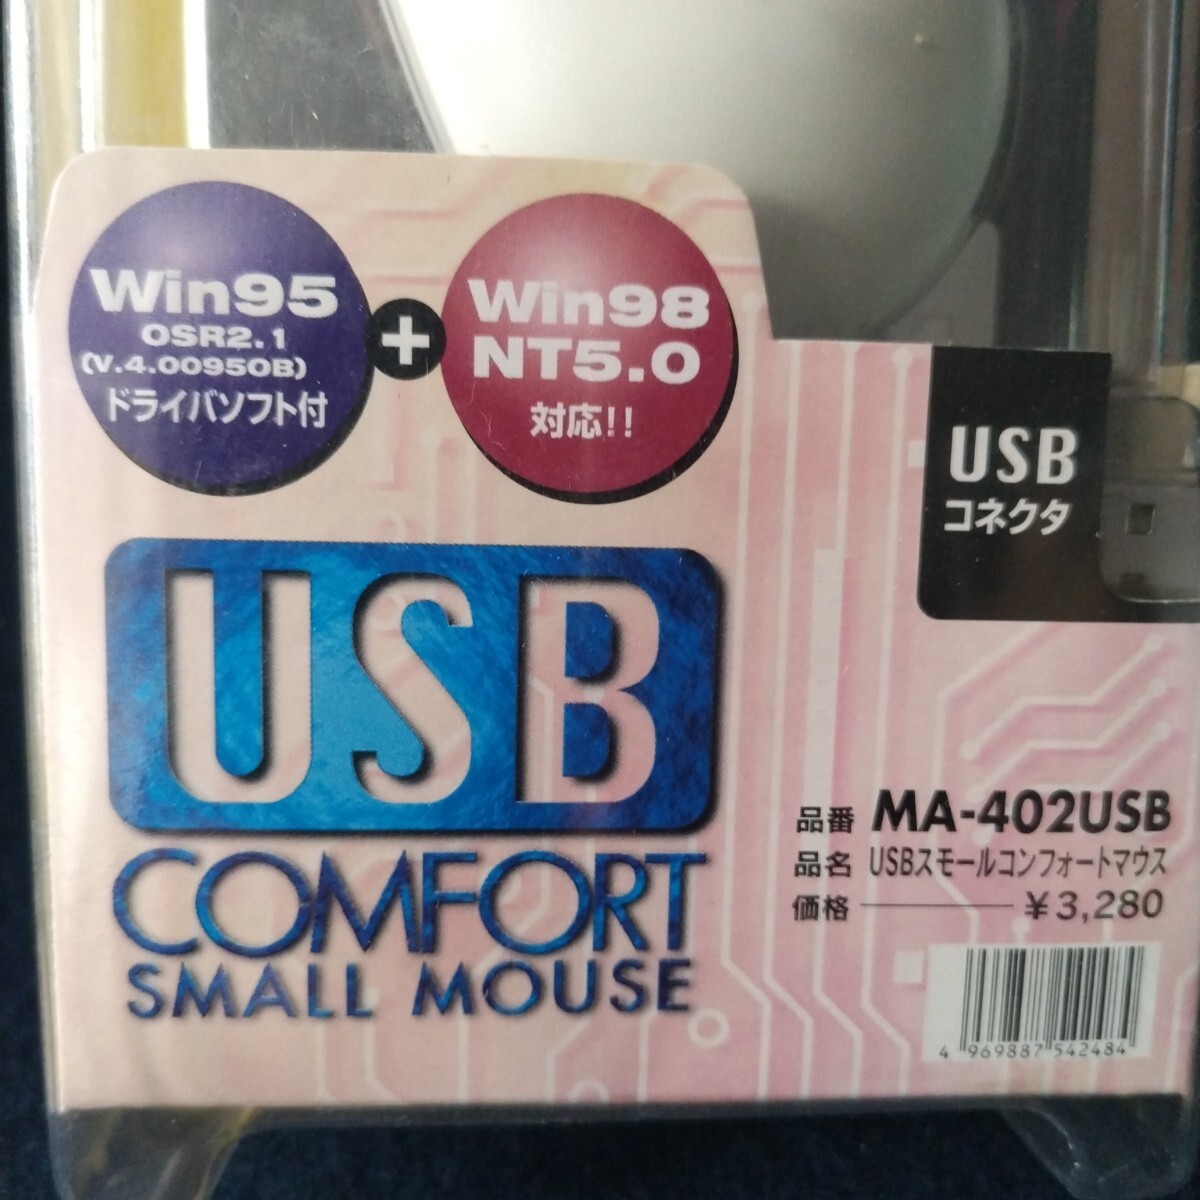 Win95
OSR2.1
(V.4.00950B)
ドライバソフト付
+
Win98
NT5.0
対応!!
USB
コネクタ
USB
COMFORT
SMALL MOUSE
品番 MA-402USB
品名 USBスモールコンフォートマウス
価格 ¥3,280
4 969887 542484